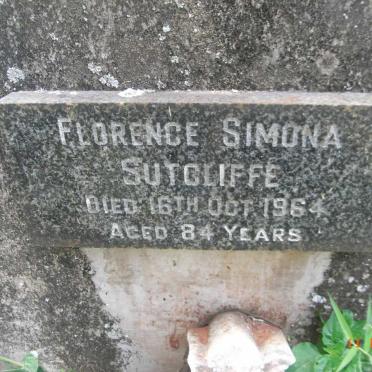 FLORENCE SIMONA
SUTCLIFFE
DIED 16TH OCT 1964
AGED 84 YEARS